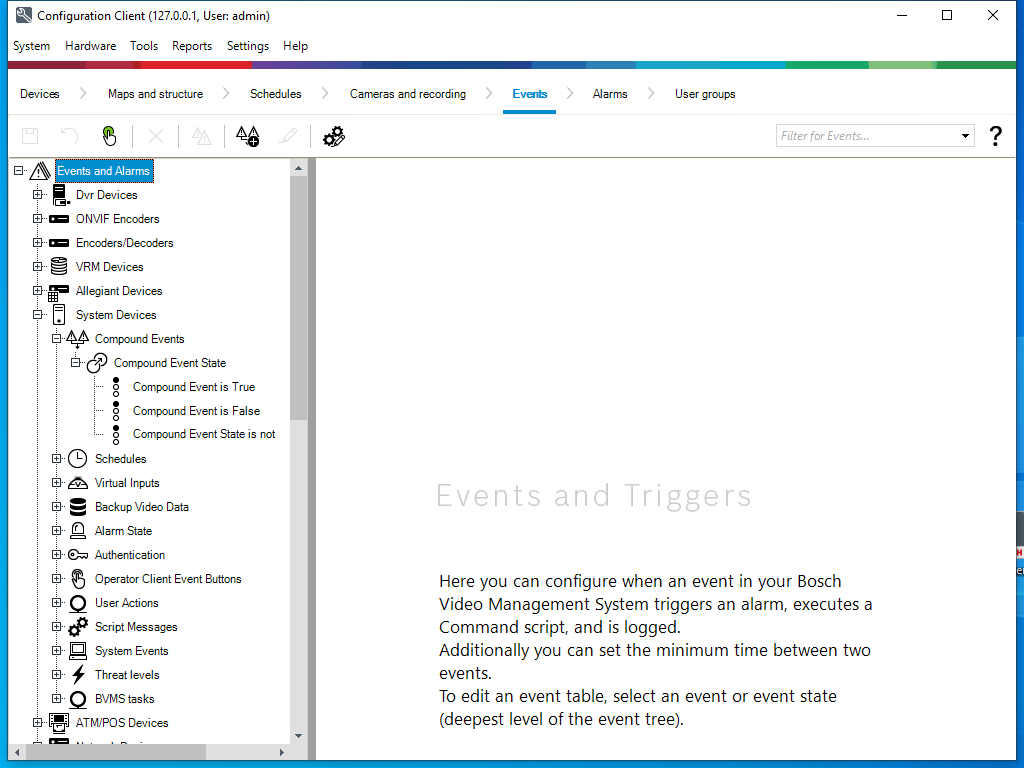 Configuration Client (127.0.0.1, User: admin)
System Hardware Tools Reports Settings Help
Devices Maps and structure Schedules Cameras and recording Events Alarms User groups
Filter for Events... ?
Events and Alarms
Dvr Devices
ONVIF Encoders
Encoders/Decoders
VRM Devices
Allegiant Devices
System Devices
Compound Events
Compound Event State
Compound Event is True
Compound Event is False
Compound Event State is not
Schedules
Virtual Inputs
Backup Video Data
Alarm State
Authentication
Operator Client Event Buttons
User Actions
Script Messages
System Events
Threat levels
BVMS tasks
ATM/POS Devices
Events and Triggers
Here you can configure when an event in your Bosch
Video Management System triggers an alarm, executes a
Command script, and is logged.
Additionally you can set the minimum time between two
events.
To edit an event table, select an event or event state
(deepest level of the event tree).